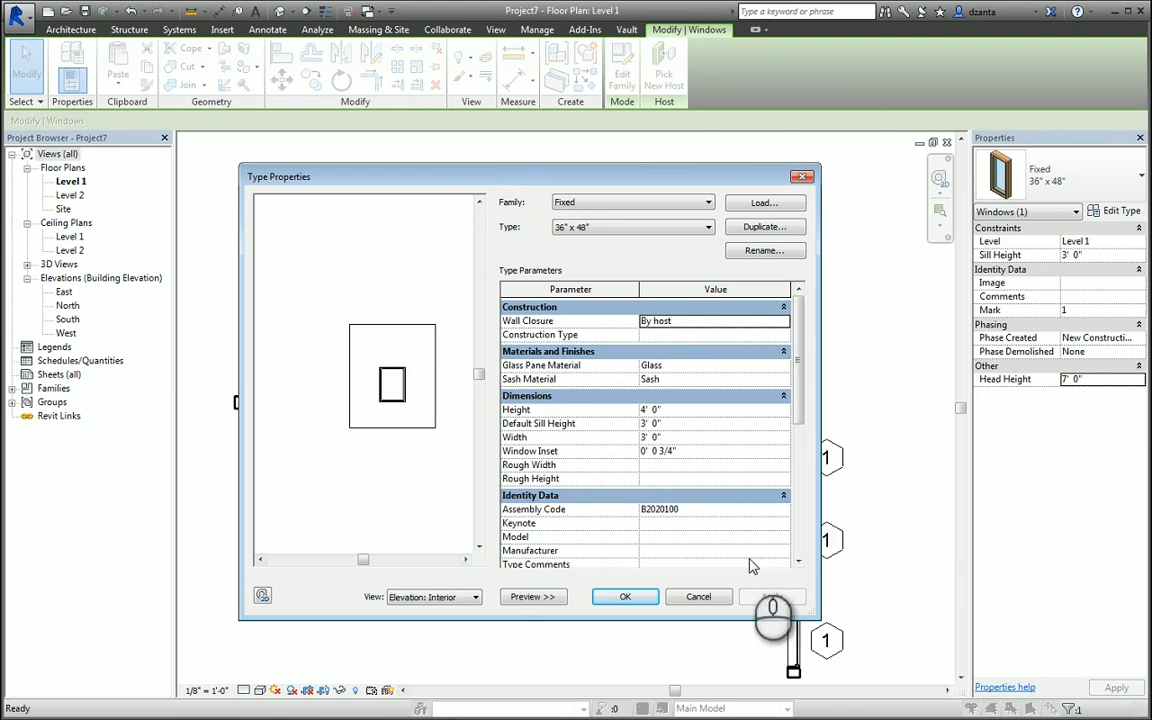 Project7 - Floor Plan: Level 1
Type a keyword or phrase
dzanta
Architecture Structure Systems Insert Annotate Analyze Massing & Site Collaborate View Manage Add-Ins Vault Modify | Windows
Modify
Paste
Cope
Cut
Join
Edit Family
Pick New Host
Select Properties Clipboard Geometry Modify View Measure Create Mode Host
Modify | Windows
Project Browser - Project7
Views (all)
Floor Plans
Level 1
Level 2
Site
Ceiling Plans
Level 1
Level 2
3D Views
Elevations (Building Elevation)
East
North
South
West
Legends
Schedules/Quantities
Sheets (all)
Families
Groups
Revit Links
Type Properties
Family: Fixed Load...
Type: 36" x 48" Duplicate...
Rename...
Type Parameters
Parameter Value
Construction
Wall Closure By host
Construction Type
Materials and Finishes
Glass Pane Material Glass
Sash Material Sash
Dimensions
Height 4' 0"
Default Sill Height 3' 0"
Width 3' 0"
Window Inset 0' 0 3/4"
Rough Width
Rough Height
Identity Data
Assembly Code B2020100
Keynote
Model
Manufacturer
Type Comments
View: Elevation: Interior Preview >> OK Cancel
1
1
1
Properties
Fixed
36" x 48"
Windows (1) Edit Type
Constraints
Level Level 1
Sill Height 3' 0"
Identity Data
Image
Comments
Mark 1
Phasing
Phase Created New Constructi...
Phase Demolished None
Other
Head Height 7' 0"
Properties help Apply
1/8" = 1'-0"
Ready :0 Main Model :1